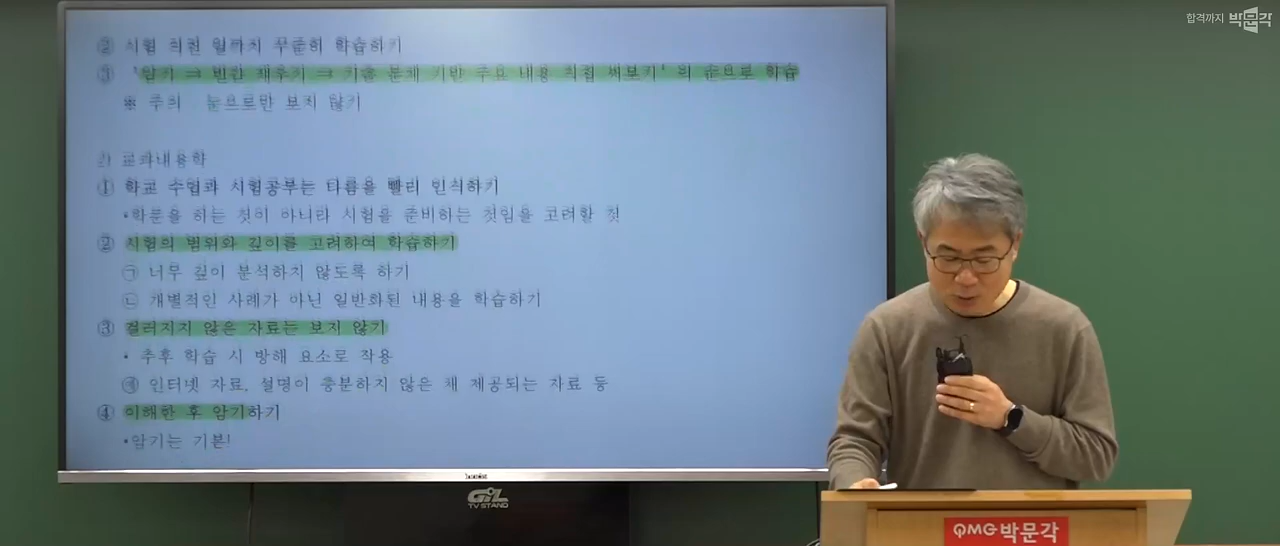 합격까지 박문각
② 시험 직전 일까지 꾸준히 학습하기
③ '암기 ⇒ 빈칸 채우기 ⇒ 기출 문제 기반 주요 내용 직접 써보기' 의 순으로 학습
※ 주의 눈으로만 보지 않기
2) 교과내용학
① 학교 수업과 시험공부는 다름을 빨리 인식하기
•학문을 하는 것이 아니라 시험을 준비하는 것임을 고려할 것
② 시험의 범위와 깊이를 고려하여 학습하기
㉠ 너무 깊이 분석하지 않도록 하기
㉡ 개별적인 사례가 아닌 일반화된 내용을 학습하기
③ 걸러지지 않은 자료는 보지 않기
• 추후 학습 시 방해 요소로 작용
㉠ 인터넷 자료, 설명이 충분하지 않은 채 제공되는 자료 등
④ 이해한 후 암기하기
•암기는 기본!
GL
TV STAND
PMG 박문각